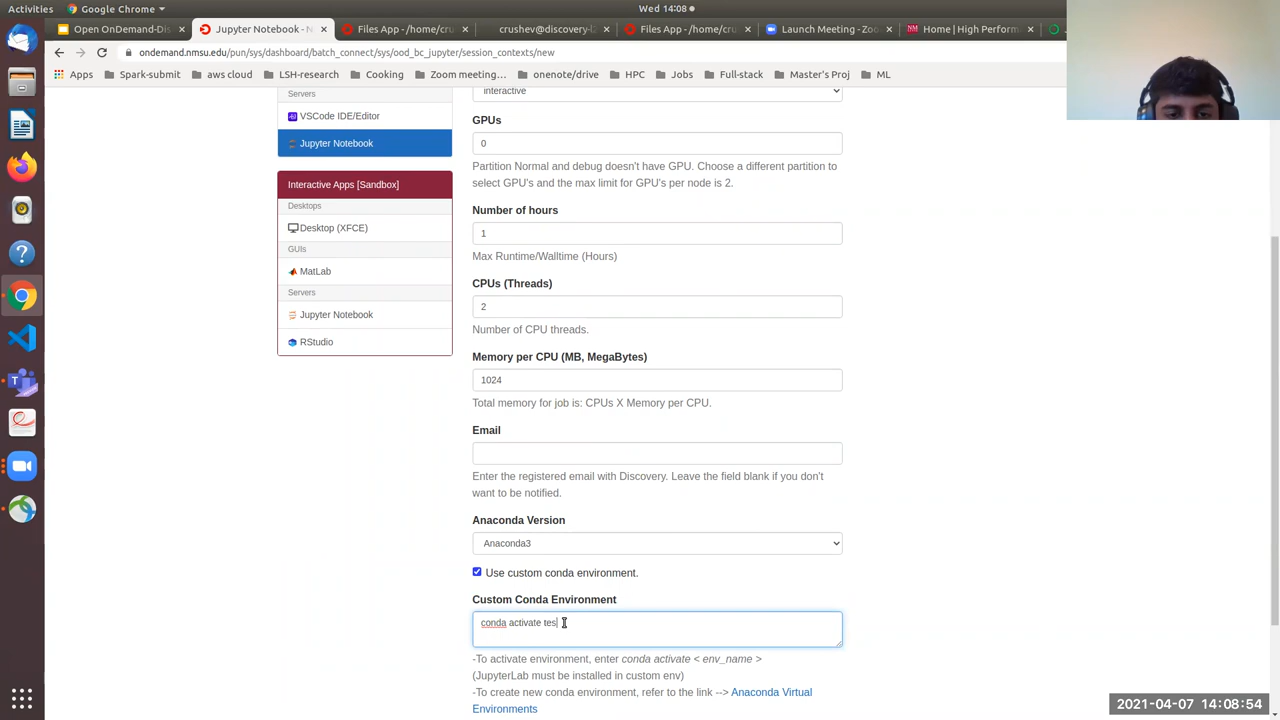 Activities
Google Chrome
Wed 14:08
Open OnDemand-Dis
Jupyter Notebook - N
Files App - /home/cru
crushev@discovery-l2
Files App - /home/cru
Launch Meeting - Zoo
Home | High Perform
ondemand.nmsu.edu/pun/sys/dashboard/batch_connect/sys/ood_bc_jupyter/session_contexts/new
Apps
Spark-submit
aws cloud
LSH-research
Cooking
Zoom meeting...
onenote/drive
HPC
Jobs
Full-stack
Master's Proj
ML
Servers
VSCode IDE/Editor
Jupyter Notebook
Interactive Apps [Sandbox]
Desktops
Desktop (XFCE)
GUIs
MatLab
Servers
Jupyter Notebook
RStudio
interactive
GPUs
0
Partition Normal and debug doesn't have GPU. Choose a different partition to
select GPU's and the max limit for GPU's per node is 2.
Number of hours
1
Max Runtime/Walltime (Hours)
CPUs (Threads)
2
Number of CPU threads.
Memory per CPU (MB, MegaBytes)
1024
Total memory for job is: CPUs X Memory per CPU.
Email
Enter the registered email with Discovery. Leave the field blank if you don't
want to be notified.
Anaconda Version
Anaconda3
Use custom conda environment.
Custom Conda Environment
conda activate tes
-To activate environment, enter conda activate < env_name >
(JupyterLab must be installed in custom env)
-To create new conda environment, refer to the link --> Anaconda Virtual
Environments
2021-04-07 14:08:54